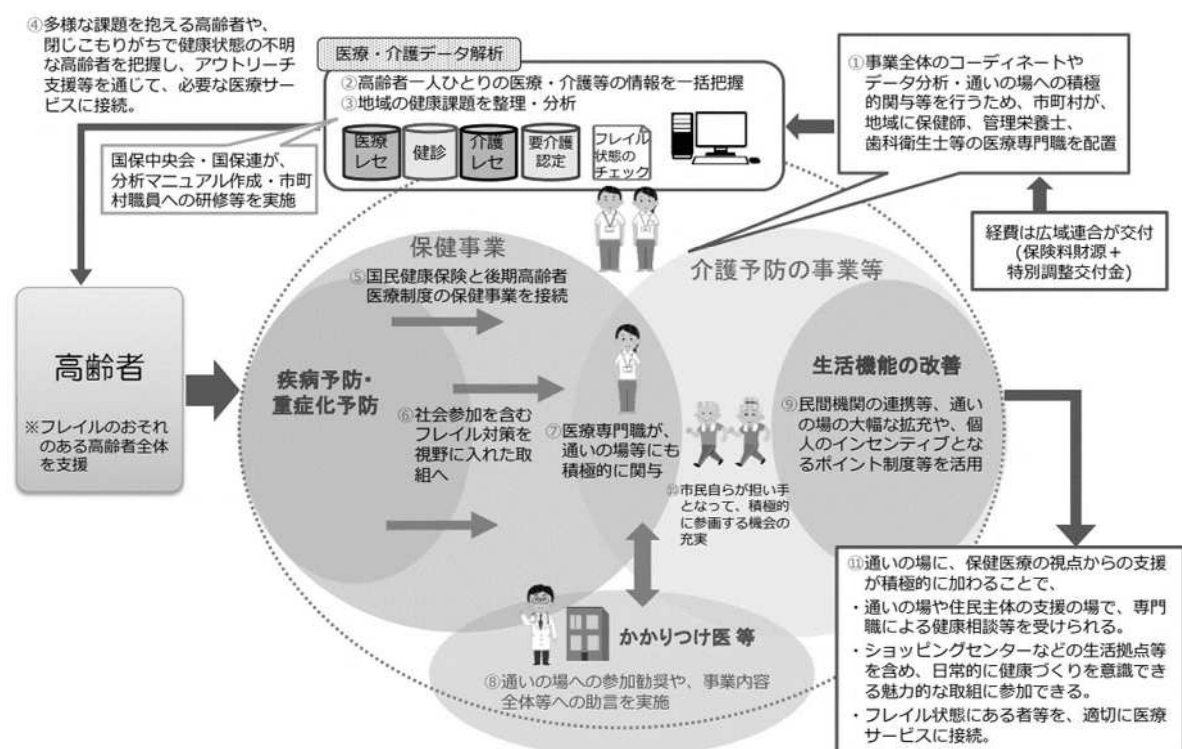 ④多様な課題を抱える高齢者や、
閉じこもりがちで健康状態の不明
な高齢者を把握し、アウトリーチ
支援等を通じて、必要な医療サー
ビスに接続。
医療・介護データ解析
②高齢者一人ひとりの医療・介護等の情報を一括把握
③地域の健康課題を整理・分析
医療
レセ
健診
介護
レセ
要介護
認定
フレイル
状態の
チェック
①事業全体のコーディネートや
データ分析・通いの場への積極
的関与等を行うため、市町村が、
地域に保健師、管理栄養士、
歯科衛生士等の医療専門職を配置
国保中央会・国保連が、
分析マニュアル作成・市町
村職員への研修等を実施
経費は広域連合が交付
(保険料財源＋
特別調整交付金)
保健事業
⑤国民健康保険と後期高齢者
医療制度の保健事業を接続
介護予防の事業等
高齢者
※フレイルのおそれ
のある高齢者全体
を支援
疾病予防・
重症化予防
⑥社会参加を含む
フレイル対策を
視野に入れた取
組へ
⑦医療専門職が、
通いの場等にも
積極的に関与
生活機能の改善
⑨民間機関の連携等、通い
の場の大幅な拡充や、個
人のインセンティブとな
るポイント制度等を活用
⑩市民自らが担い手
となって、積極的
に参画する機会の
充実
かかりつけ医 等
⑧通いの場への参加勧奨や、事業内容
全体等への助言を実施
⑪通いの場に、保健医療の視点からの支援
が積極的に加わることで、
・通いの場や住民主体の支援の場で、専門
職による健康相談等を受けられる。
・ショッピングセンターなどの生活拠点等
を含め、日常的に健康づくりを意識でき
る魅力的な取組に参加できる。
・フレイル状態にある者等を、適切に医療
サービスに接続。